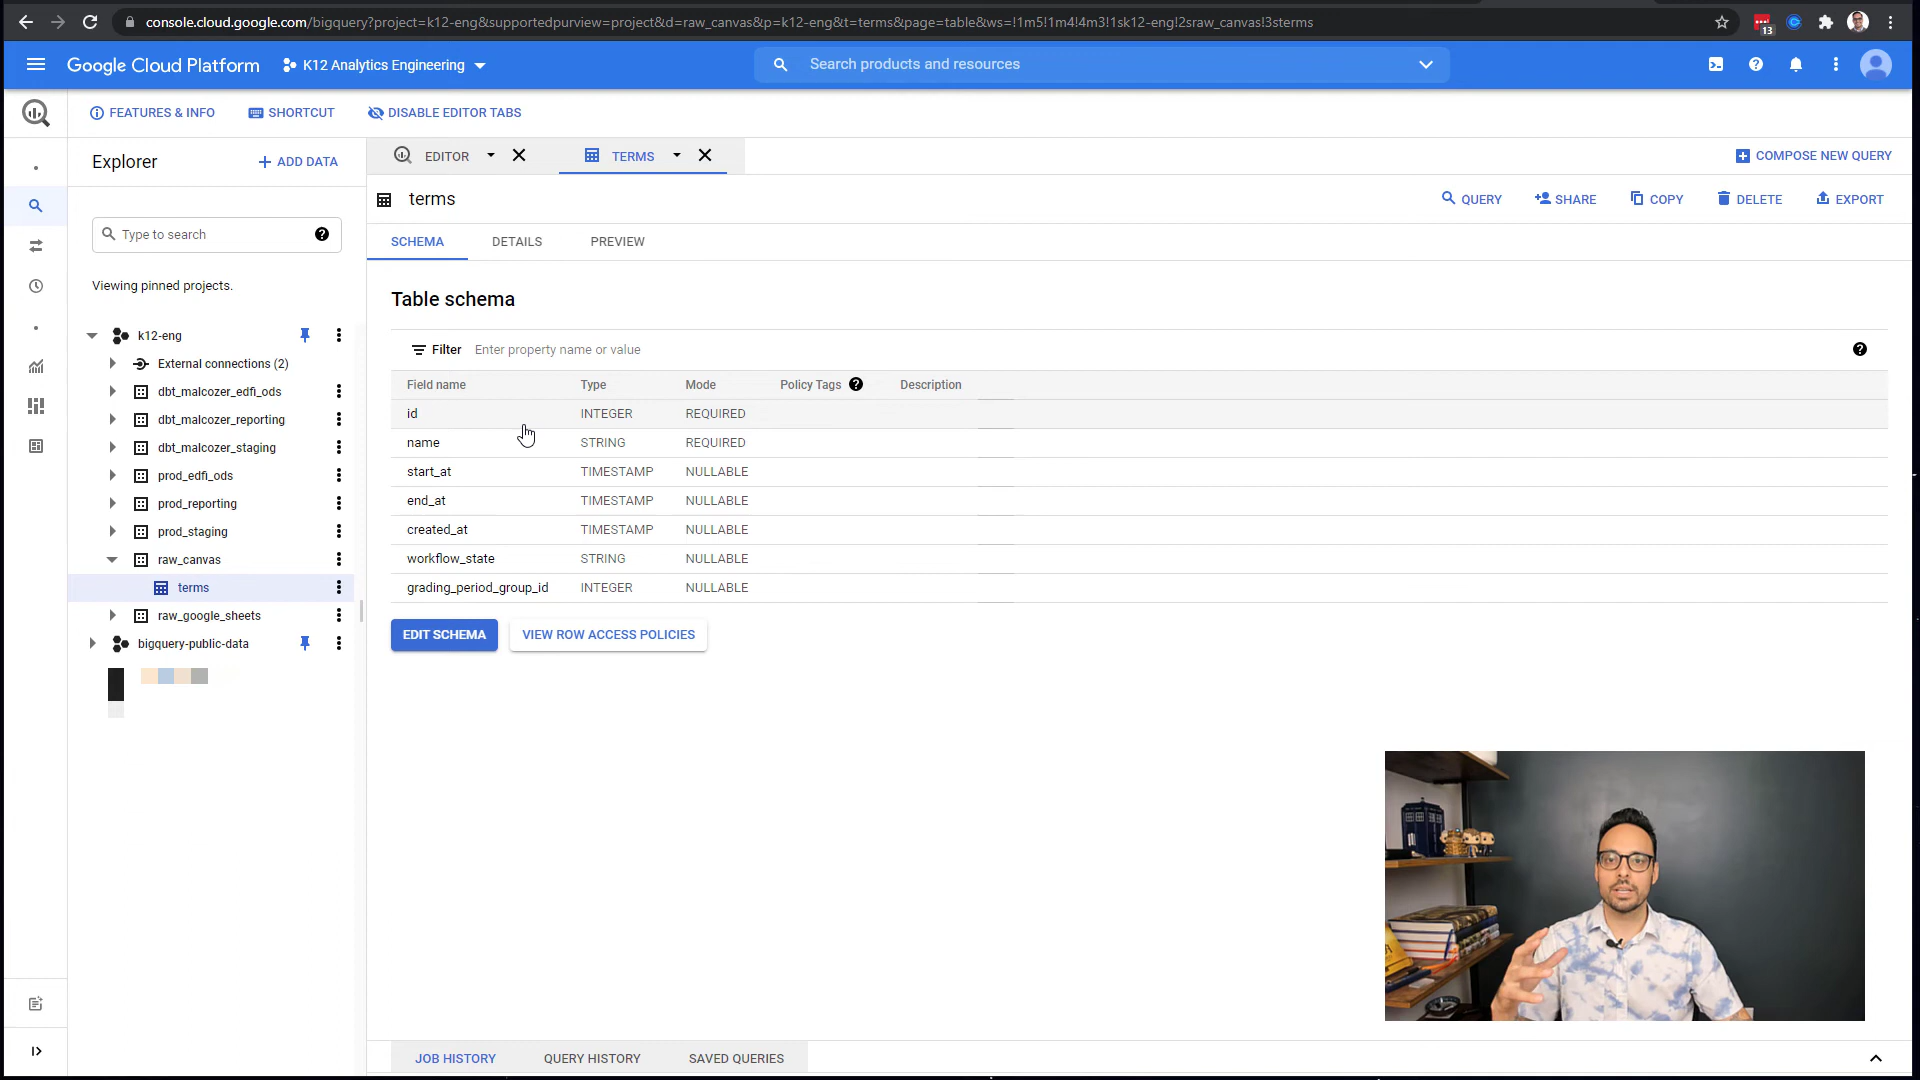 console.cloud.google.com/bigquery?project=k12-eng&supportedpurview=project&d=raw_canvas&p=k12-eng&t=terms&page=table&ws=!1m5!1m4!4m3!1sk12-eng!2sraw_canvas!3sterms
13
Google Cloud Platform
K12 Analytics Engineering
Search products and resources
FEATURES & INFO
SHORTCUT
DISABLE EDITOR TABS
Explorer
ADD DATA
EDITOR
TERMS
COMPOSE NEW QUERY
terms
QUERY
SHARE
COPY
DELETE
EXPORT
Type to search
SCHEMA
DETAILS
PREVIEW
Viewing pinned projects.
k12-eng
External connections (2)
dbt_malcozer_edfi_ods
dbt_malcozer_reporting
dbt_malcozer_staging
prod_edfi_ods
prod_reporting
prod_staging
raw_canvas
terms
raw_google_sheets
bigquery-public-data
Table schema
Filter Enter property name or value
Field name Type Mode Policy Tags Description
id INTEGER REQUIRED
name STRING REQUIRED
start_at TIMESTAMP NULLABLE
end_at TIMESTAMP NULLABLE
created_at TIMESTAMP NULLABLE
workflow_state STRING NULLABLE
grading_period_group_id INTEGER NULLABLE
EDIT SCHEMA
VIEW ROW ACCESS POLICIES
JOB HISTORY
QUERY HISTORY
SAVED QUERIES